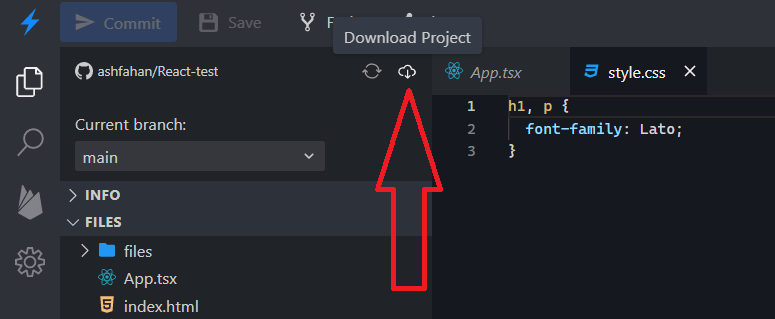 Commit
Save
Download Project
ashfahan/React-test
App.tsx
style.css
Current branch:
main
1 h1, p {
2 font-family: Lato;
3 }
INFO
FILES
files
App.tsx
index.html